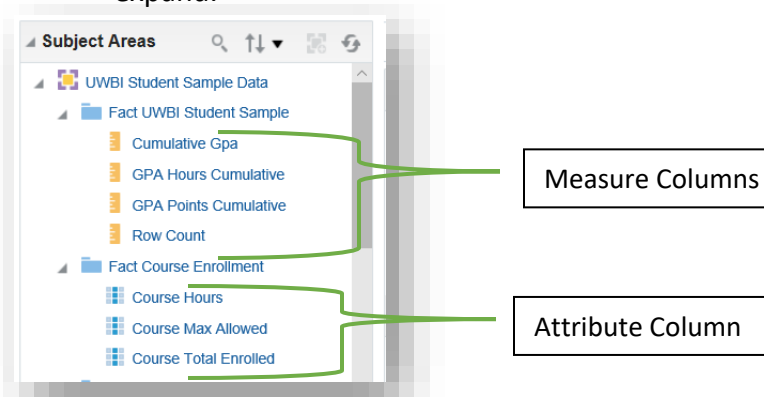 expand.
Subject Areas
UWBI Student Sample Data
Fact UWBI Student Sample
Cumulative Gpa
GPA Hours Cumulative
GPA Points Cumulative
Row Count
Measure Columns
Fact Course Enrollment
Course Hours
Course Max Allowed
Course Total Enrolled
Attribute Column